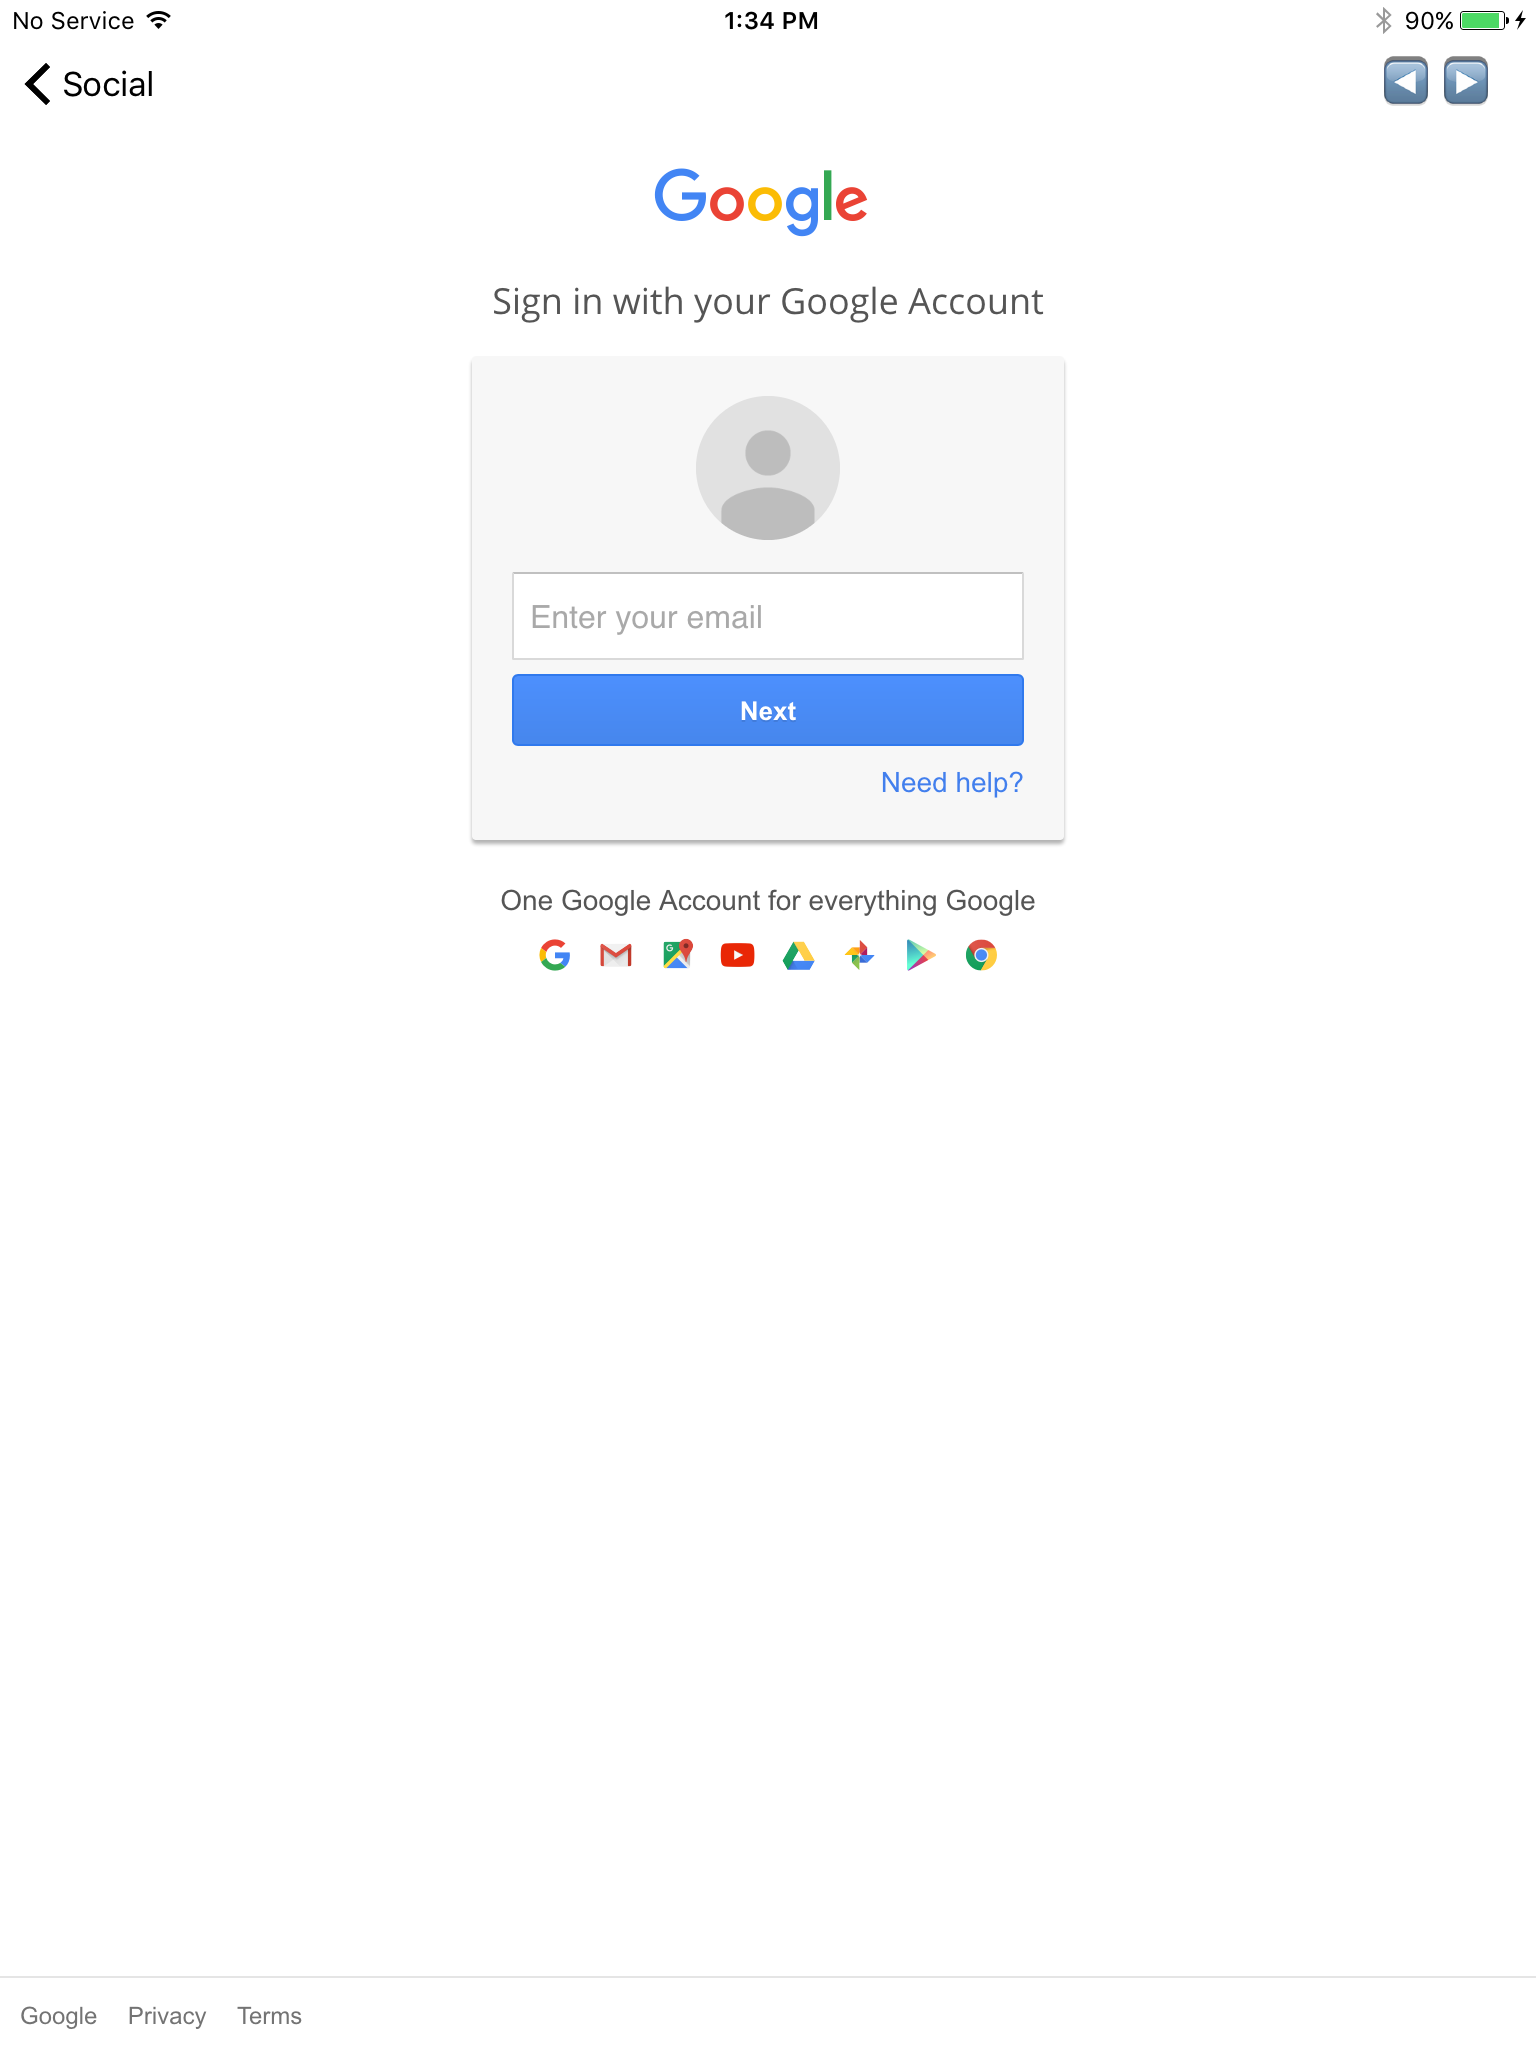 No Service 1:34 PM 90%
Social
Google
Sign in with your Google Account
Enter your email
Next
Need help?
One Google Account for everything Google
Google Privacy Terms